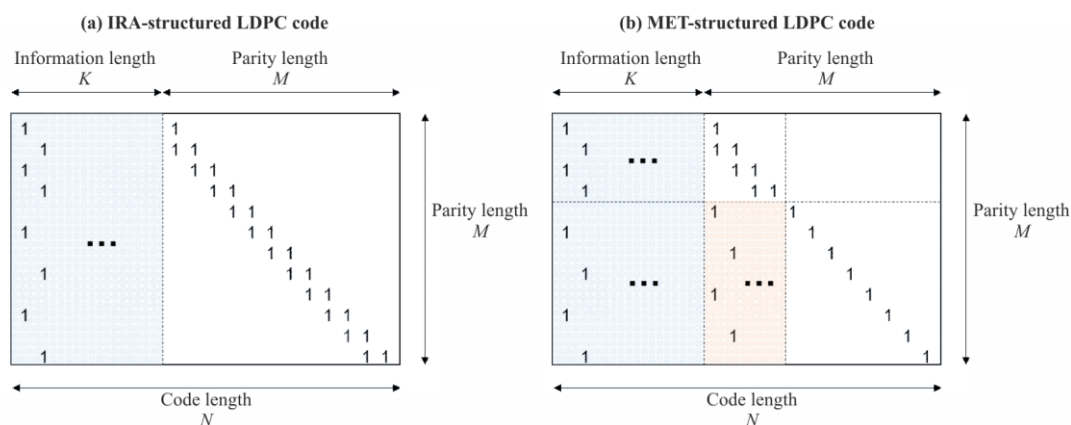 (a) IRA-structured LDPC code
Information length
K
Parity length
M
1 1
1 1 1
1 1 1
1 1 1
1 1
1 ... 1 1
1 1
1 1 1
1 1
1 1 1
1 1
1 1 1
Parity length
M
Code length
N
(b) MET-structured LDPC code
Information length
K
Parity length
M
1 1
1 1 1
1 ... 1 1
1 1 1
1 1
1 1
1 1
1 1
... 1 ... 1
1 1
1 1
1 1
Parity length
M
Code length
N